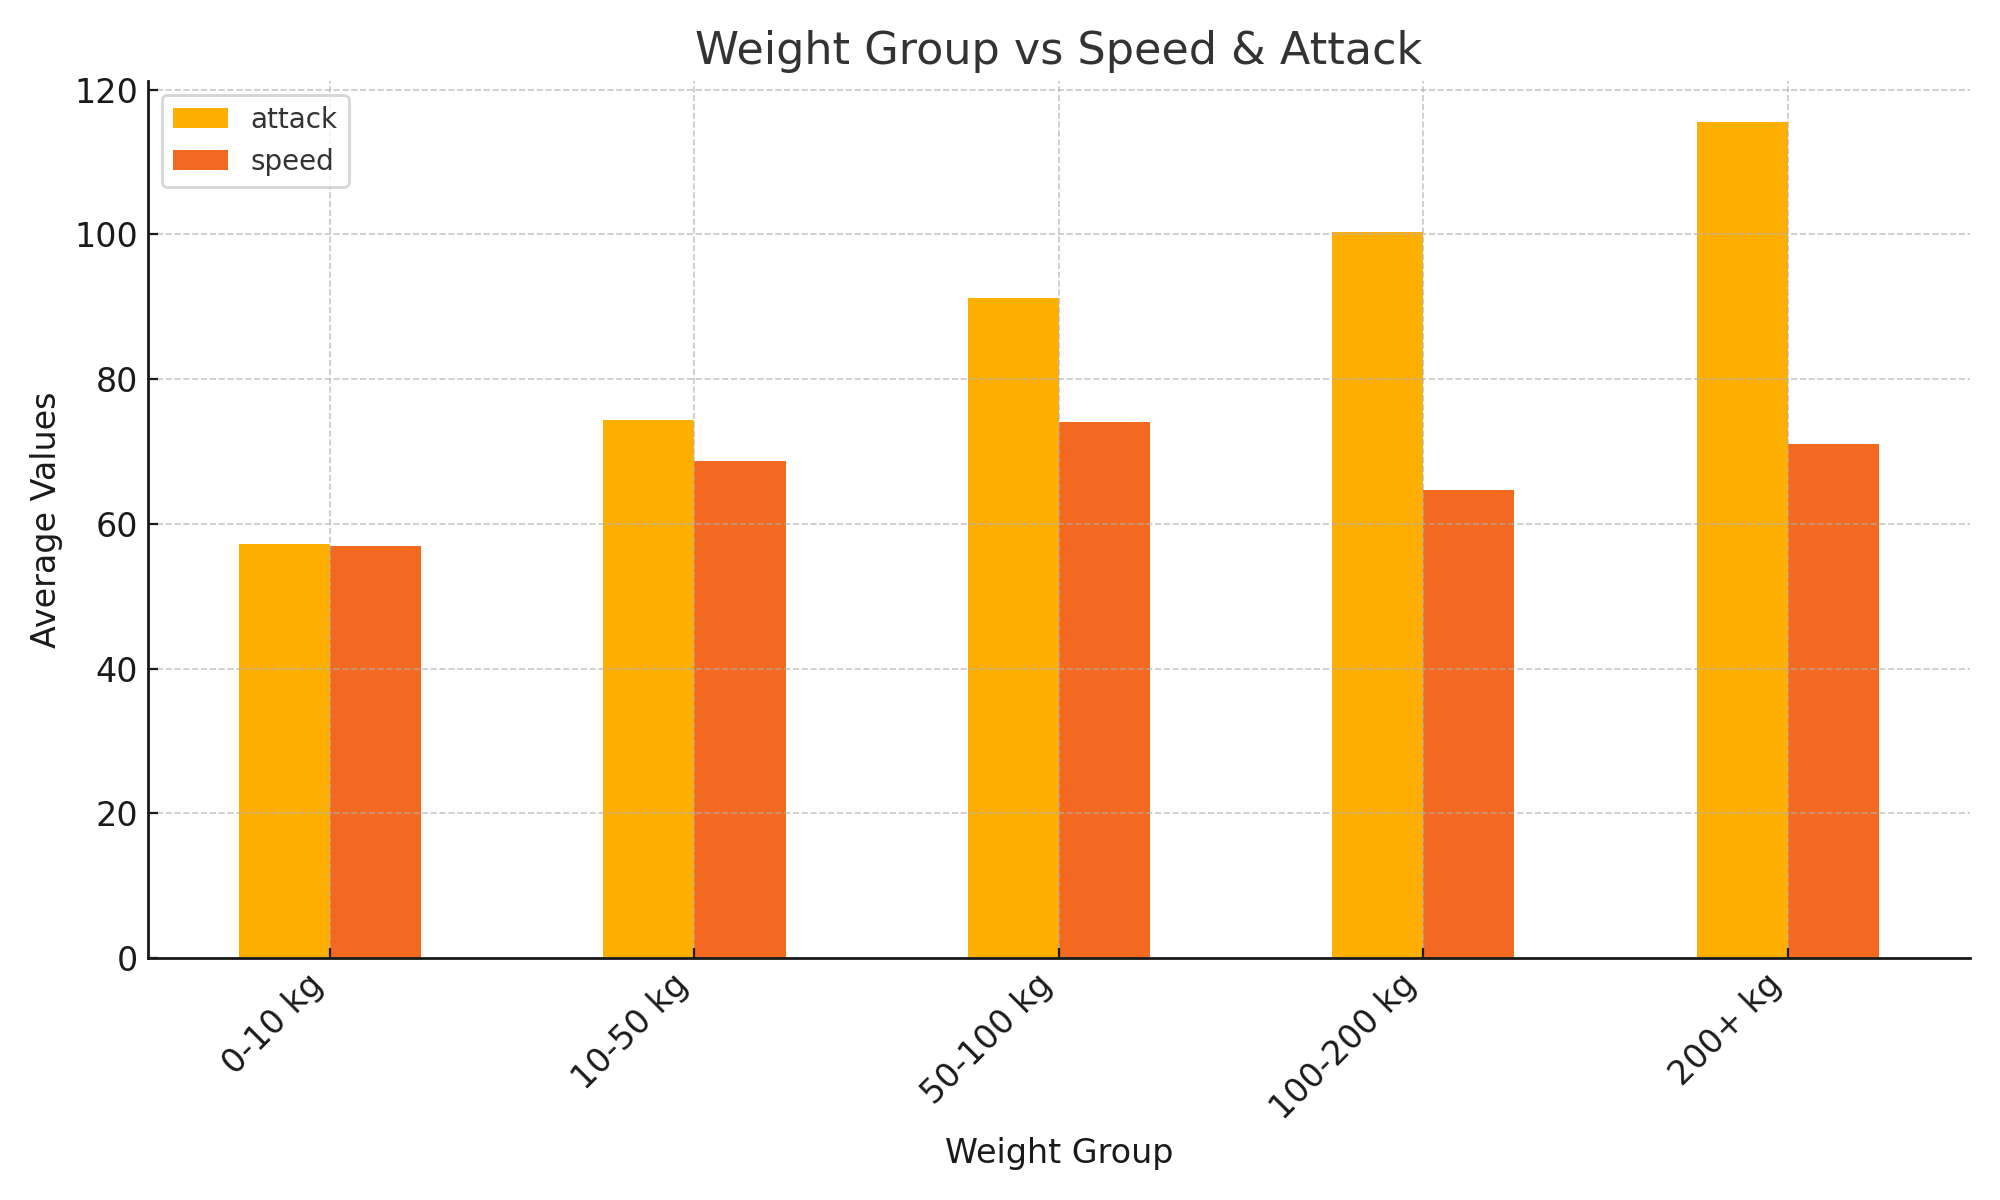 Weight Group vs Speed & Attack
attack
speed
120
100
80
60
40
20
0
Average Values
0-10 kg
10-50 kg
50-100 kg
100-200 kg
200+ kg
Weight Group